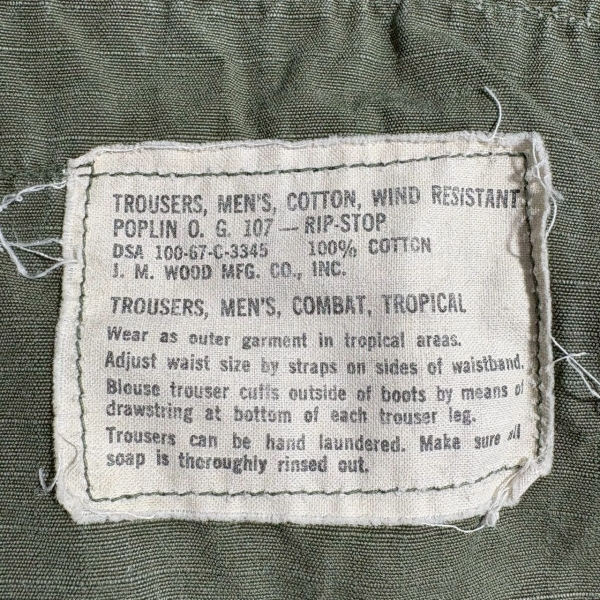 TROUSERS, MEN'S, COTTON, WIND RESISTANT
POPLIN O. G. 107 — RIP-STOP
DSA 100-67-C-3345 100% COTTON
J. M. WOOD MFG. CO., INC.
TROUSERS, MEN'S, COMBAT, TROPICAL
Wear as outer garment in tropical areas.
Adjust waist size by straps on sides of waistband.
Blouse trouser cuffs outside of boots by means of
drawstring at bottom of each trouser leg.
Trousers can be hand laundered. Make sure all
soap is thoroughly rinsed out.